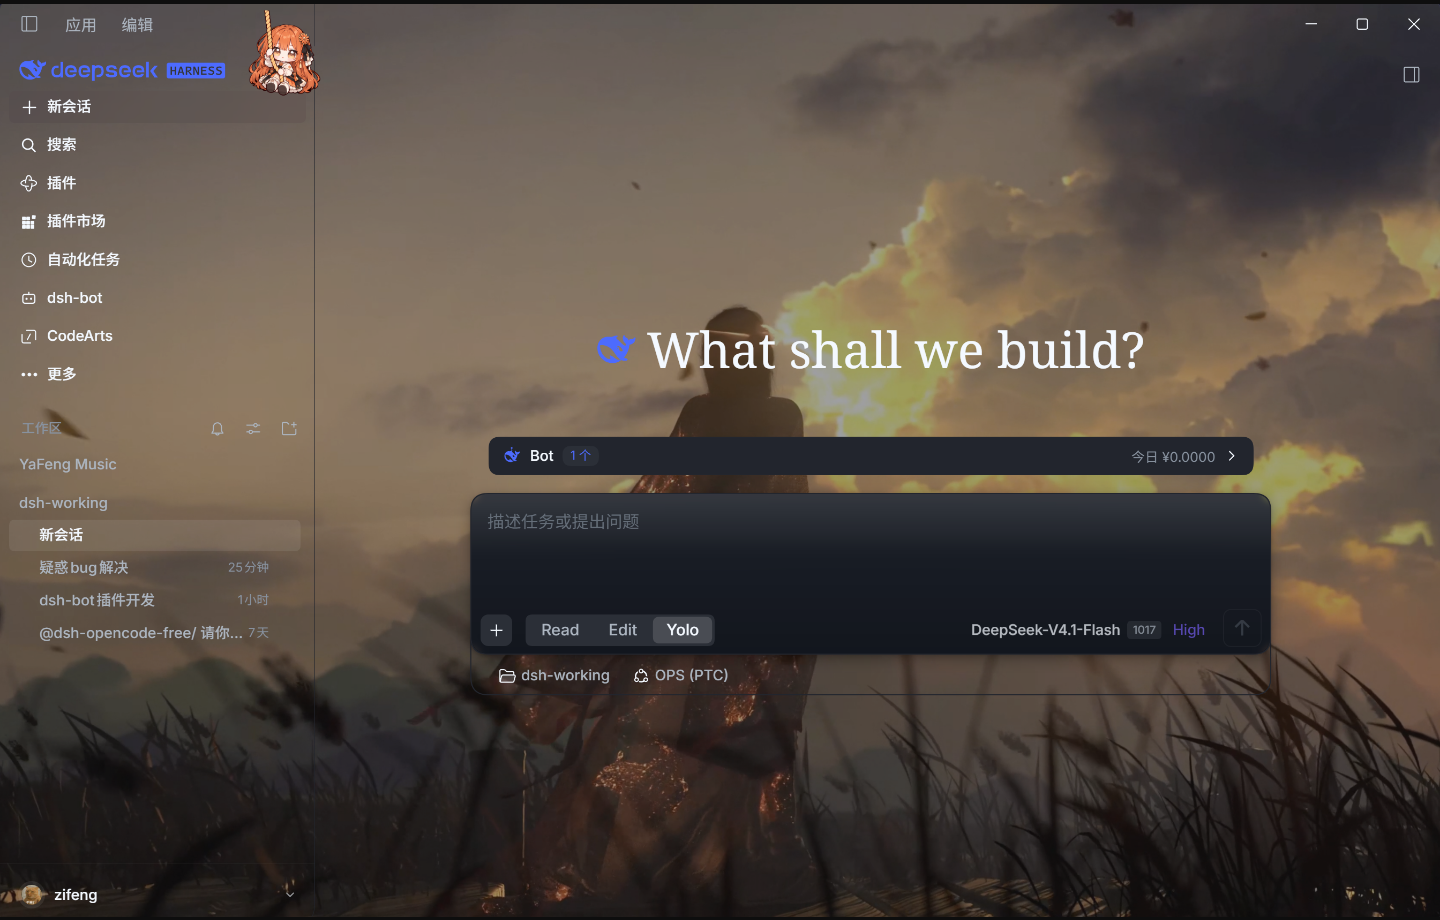 应用 编辑
deepseek HARNESS
新会话
搜索
插件
插件市场
自动化任务
dsh-bot
CodeArts
更多
工作区
YaFeng Music
dsh-working
新会话
疑惑bug解决 25分钟
dsh-bot插件开发 1小时
@dsh-opencode-free/ 请你... 7天
zifeng
What shall we build?
Bot 1个 今日 ¥0.0000
描述任务或提出问题
Read Edit Yolo DeepSeek-V4.1-Flash 1017 High
dsh-working OPS (PTC)